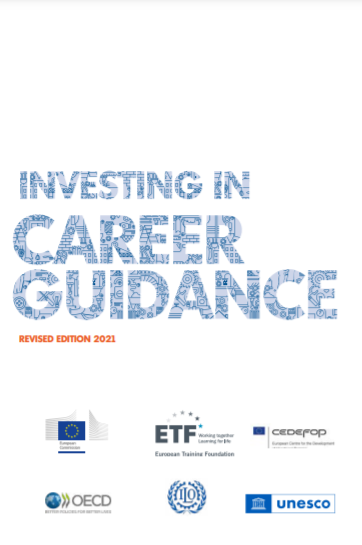 INVESTING IN
CAREER
GUIDANCE
REVISED EDITION 2021
European
Commission
ETF
Working together
Learning for life
European Training Foundation
CEDEFOP
European Centre for the Development
OECD
BETTER POLICIES FOR BETTER LIVES
ILO
unesco